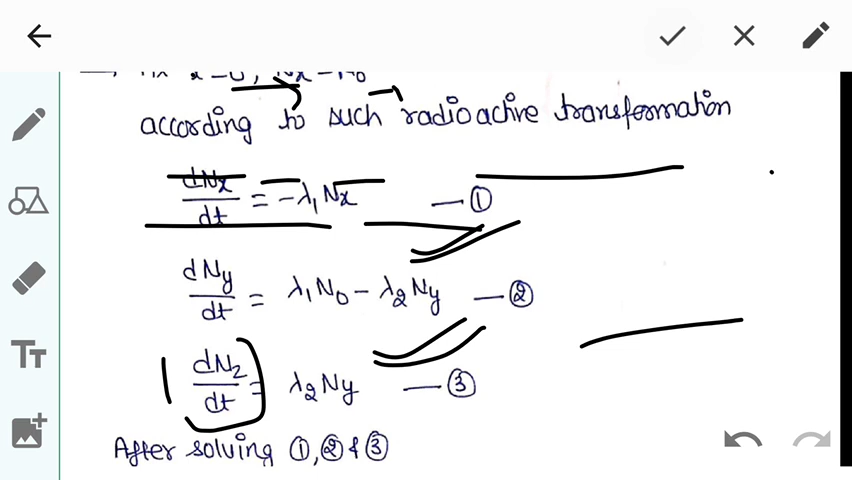 according to such radioactive transformation
dNx/dt = -λ₁Nx — ①
dNy/dt = λ₁N₀ - λ₂Ny — ②
dNz/dt = λ₂Ny — ③
After solving ①, ② & ③
TT